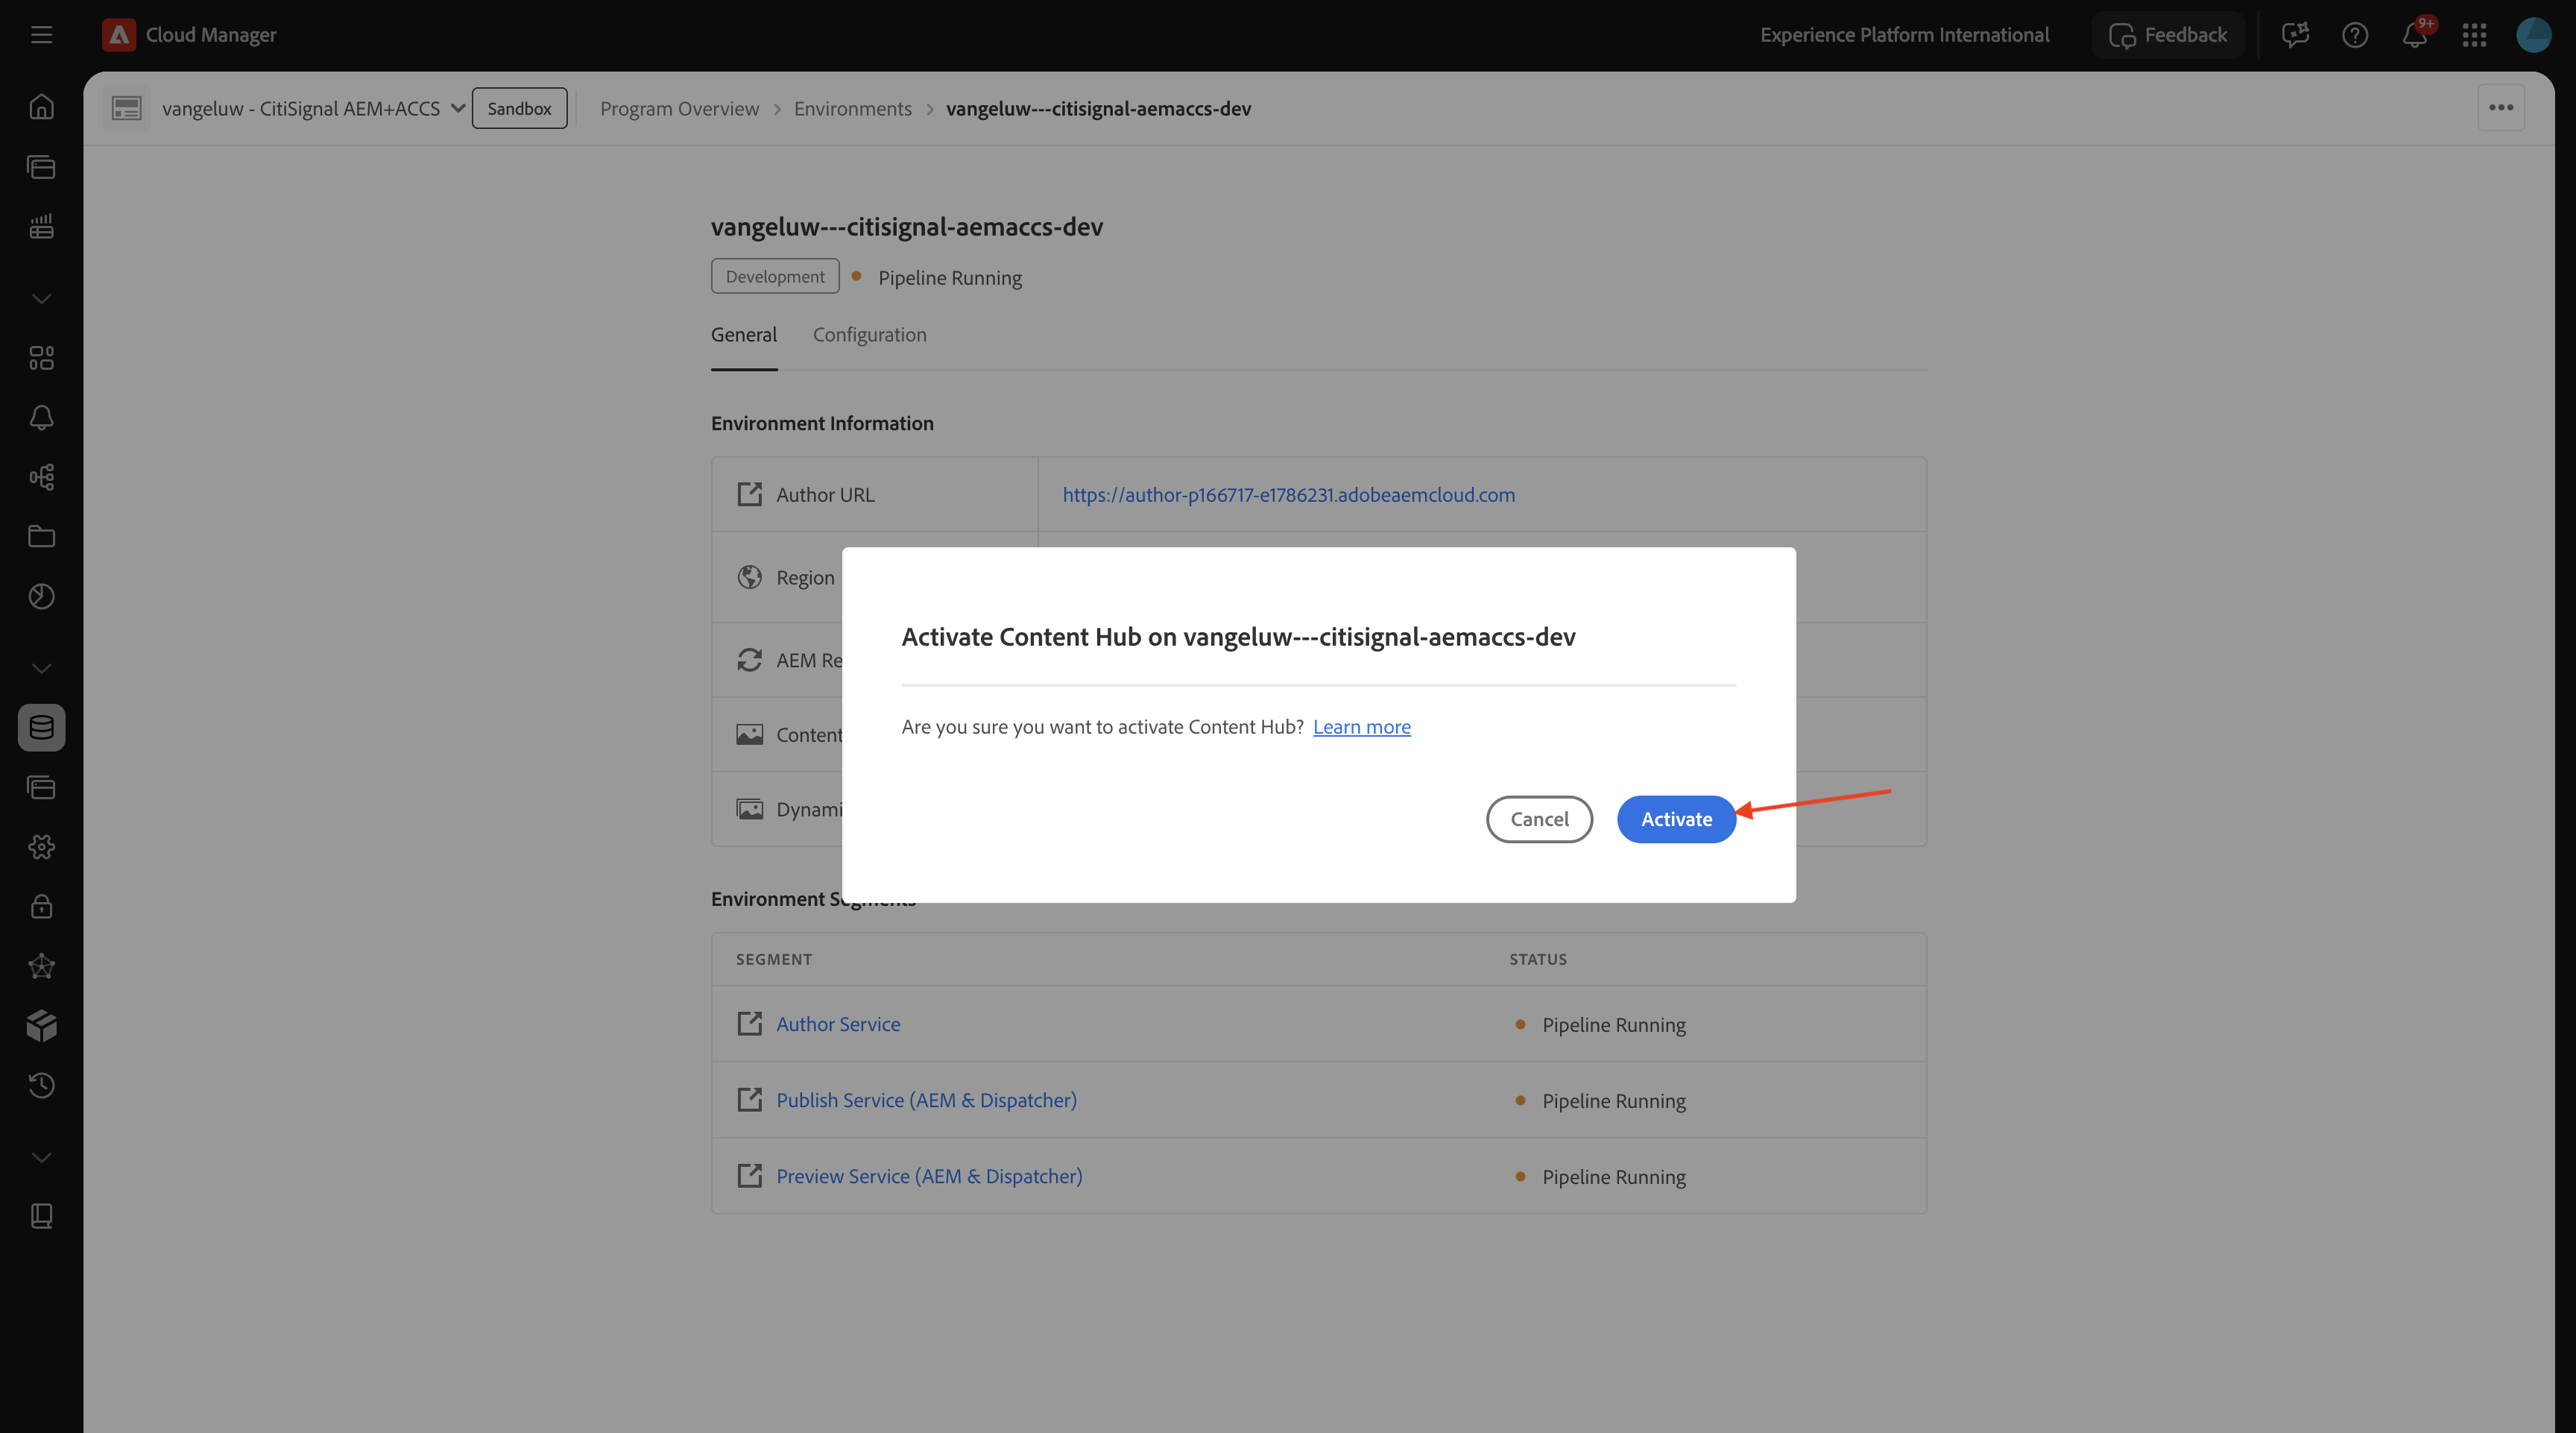 Cloud Manager
Experience Platform International
Feedback
9+
vangeluw - CitiSignal AEM+ACCS
Sandbox
Program Overview > Environments > vangeluw---citisignal-aemaccs-dev
vangeluw---citisignal-aemaccs-dev
Development
Pipeline Running
General
Configuration
Environment Information
Author URL
https://author-p166717-e1786231.adobeaemcloud.com
Region
AEM Re
Content
Dynami
Activate Content Hub on vangeluw---citisignal-aemaccs-dev
Are you sure you want to activate Content Hub? Learn more
Cancel
Activate
Environment Segments
SEGMENT
STATUS
Author Service
Pipeline Running
Publish Service (AEM & Dispatcher)
Pipeline Running
Preview Service (AEM & Dispatcher)
Pipeline Running